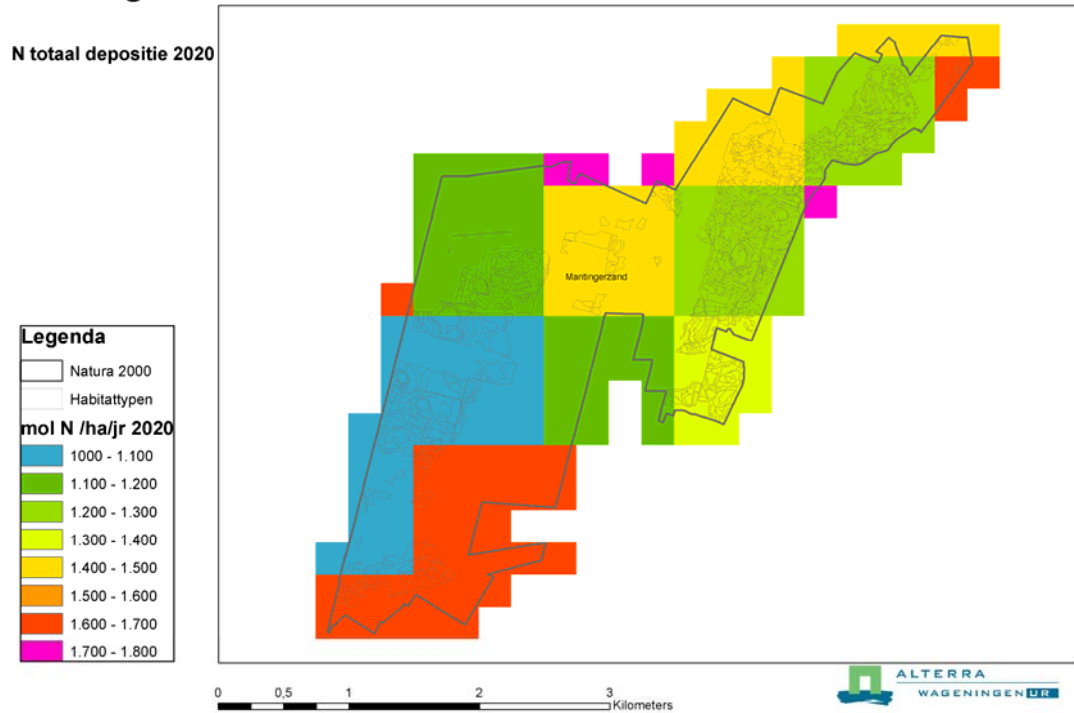 N totaal depositie 2020
Mantingerzand
Legenda
Natura 2000
Habitattypen
mol N /ha/jr 2020
1000 - 1.100
1.100 - 1.200
1.200 - 1.300
1.300 - 1.400
1.400 - 1.500
1.500 - 1.600
1.600 - 1.700
1.700 - 1.800
0 0,5 1 2 3
Kilometers
ALTERRA
WAGENINGEN UR